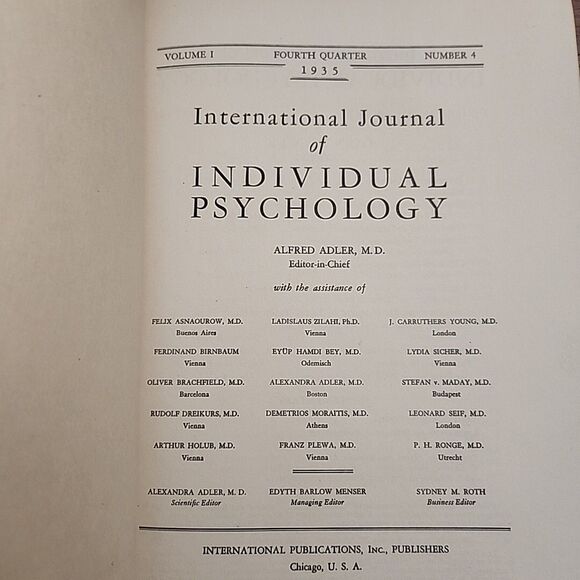 VOLUME I FOURTH QUARTER NUMBER 4
1935
International Journal
of
INDIVIDUAL
PSYCHOLOGY
ALFRED ADLER, M.D.
Editor-in-Chief
with the assistance of
FELIX ASNAOUROW, M.D. LADISLAUS ZILAHI, Ph.D. J. CARRUTHERS YOUNG, M.D.
Buenos Aires Vienna London
FERDINAND BIRNBAUM EYÜP HAMDI BEY, M.D. LYDIA SICHER, M.D.
Vienna Odemisch Vienna
OLIVER BRACHFELD, M.D. ALEXANDRA ADLER, M.D. STEFAN v. MADAY, M.D.
Barcelona Boston Budapest
RUDOLF DREIKURS, M.D. DEMETRIOS MORAITIS, M.D. LEONARD SEIF, M.D.
Vienna Athens London
ARTHUR HOLUB, M.D. FRANZ PLEWA, M.D. P. H. RONGE, M.D.
Vienna Vienna Utrecht
ALEXANDRA ADLER, M. D. EDYTH BARLOW MENSER SYDNEY M. ROTH
Scientific Editor Managing Editor Business Editor
INTERNATIONAL PUBLICATIONS, INC., PUBLISHERS
Chicago, U. S. A.